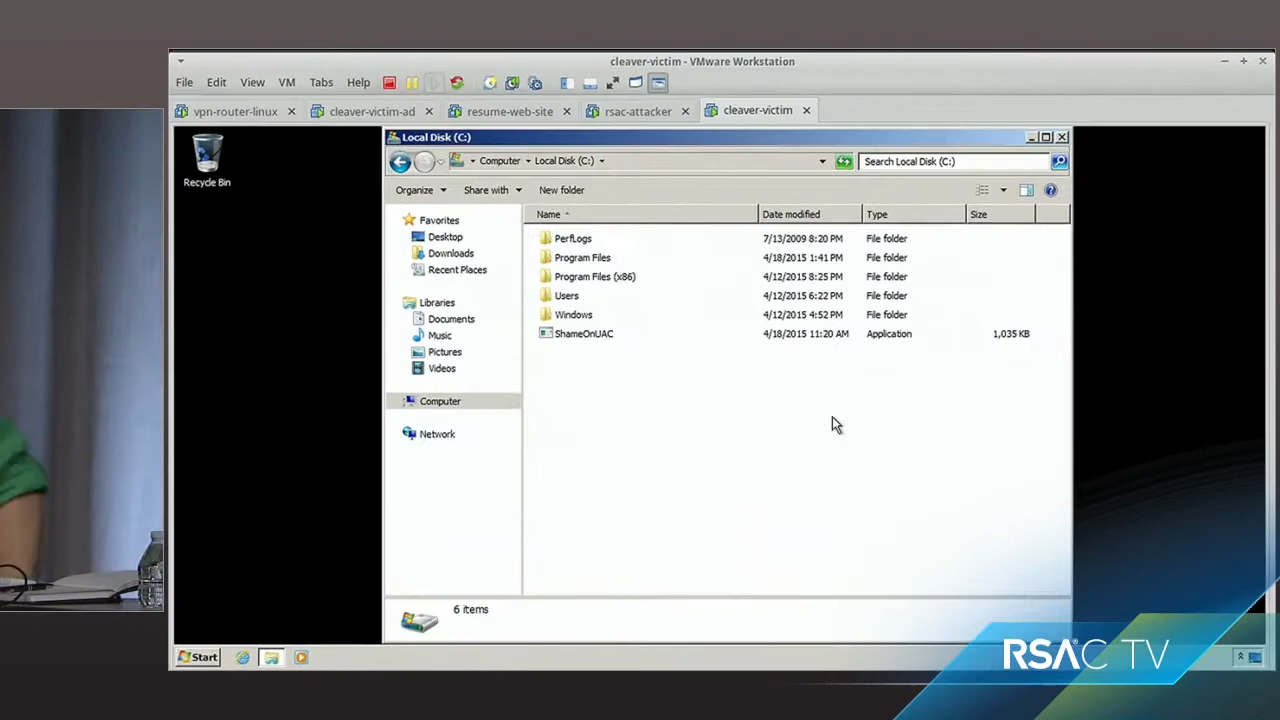 cleaver-victim - VMware Workstation
File Edit View VM Tabs Help
vpn-router-linux cleaver-victim-ad resume-web-site rsac-attacker cleaver-victim
Recycle Bin
Local Disk (C:)
Computer Local Disk (C:) Search Local Disk (C:)
Organize Share with New folder
Name Date modified Type Size
Favorites
Desktop
Downloads
Recent Places
Libraries
Documents
Music
Pictures
Videos
Computer
Network
PerfLogs 7/13/2009 8:20 PM File folder
Program Files 4/18/2015 1:41 PM File folder
Program Files (x86) 4/12/2015 8:25 PM File folder
Users 4/12/2015 6:22 PM File folder
Windows 4/12/2015 4:52 PM File folder
ShameOnUAC 4/18/2015 11:20 AM Application 1,035 KB
6 items
Start
RSA®C TV